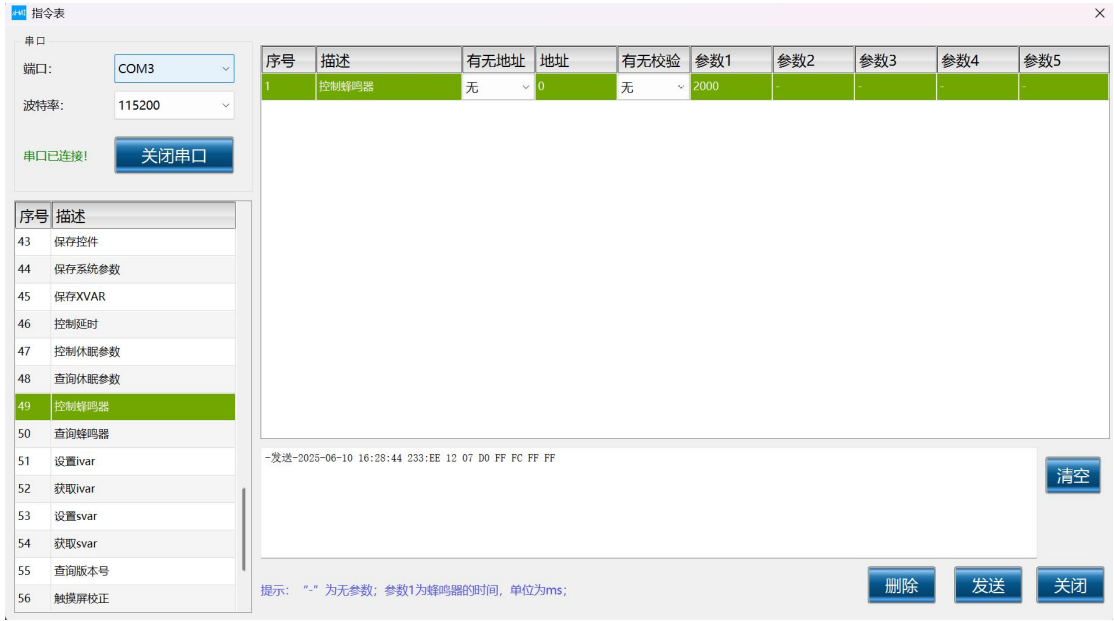 指令表
串口
端口:
COM3
波特率:
115200
串口已连接!
关闭串口
序号 描述
43 保存控件
44 保存系统参数
45 保存XVAR
46 控制延时
47 控制休眠参数
48 查询休眠参数
49 控制蜂鸣器
50 查询蜂鸣器
51 设置ivar
52 获取ivar
53 设置svar
54 获取svar
55 查询版本号
56 触摸屏校正
序号 描述 有无地址 地址 有无校验 参数1 参数2 参数3 参数4 参数5
1 控制蜂鸣器 无 0 无 2000 - - - -
-发送-2025-06-10 16:28:44 233:EE 12 07 D0 FF FC FF FF
清空
提示: “-”为无参数; 参数1为蜂鸣器的时间, 单位为ms;
删除 发送 关闭